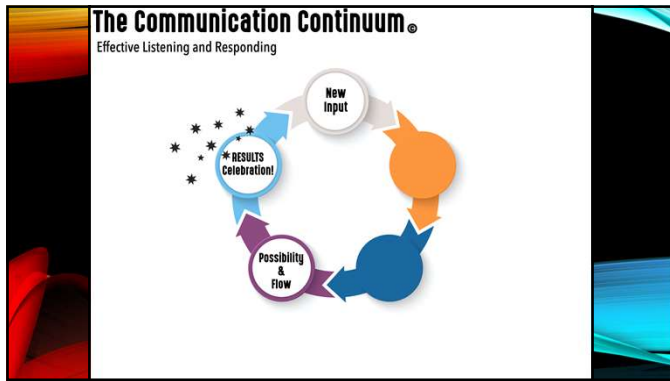 The Communication Continuum©
Effective Listening and Responding
New
Input
RESULTS
Celebration!
Possibility
&
Flow